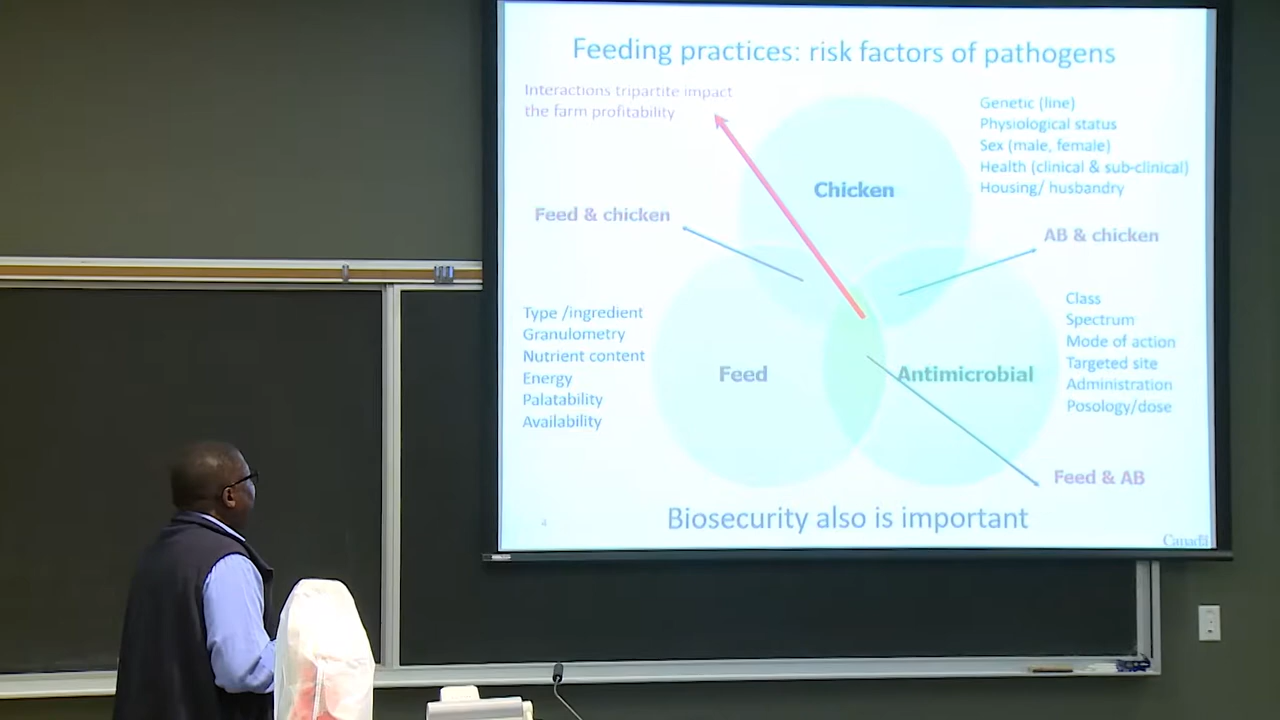 Feeding practices: risk factors of pathogens
Interactions tripartite impact
the farm profitability
Genetic (line)
Physiological status
Sex (male, female)
Health (clinical & sub-clinical)
Housing/ husbandry
Chicken
Feed & chicken
AB & chicken
Type /ingredient
Granulometry
Nutrient content
Energy
Palatability
Availability
Feed
Antimicrobial
Class
Spectrum
Mode of action
Targeted site
Administration
Posology/dose
Feed & AB
Biosecurity also is important
4
Canada